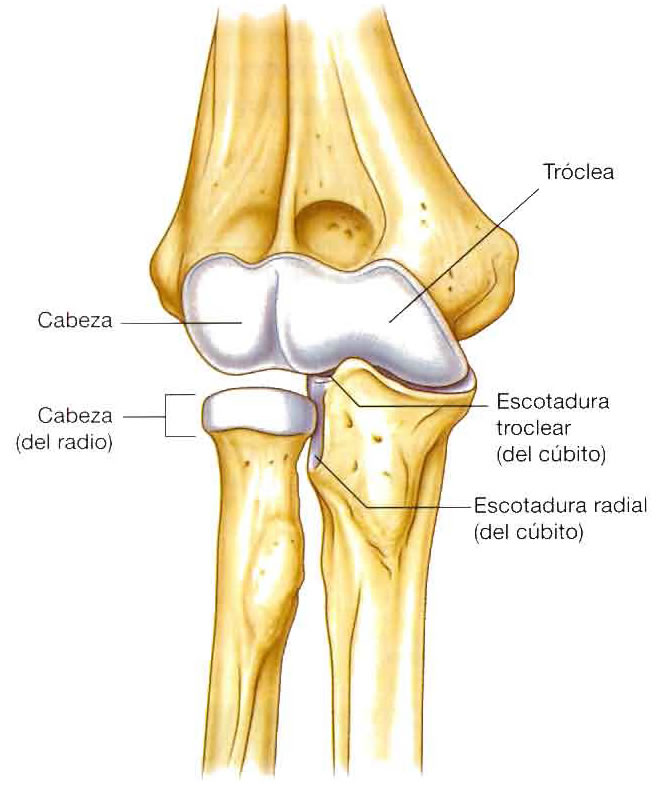 Tróclea
Cabeza
Cabeza
(del radio)
Escotadura
troclear
(del cúbito)
Escotadura radial
(del cúbito)